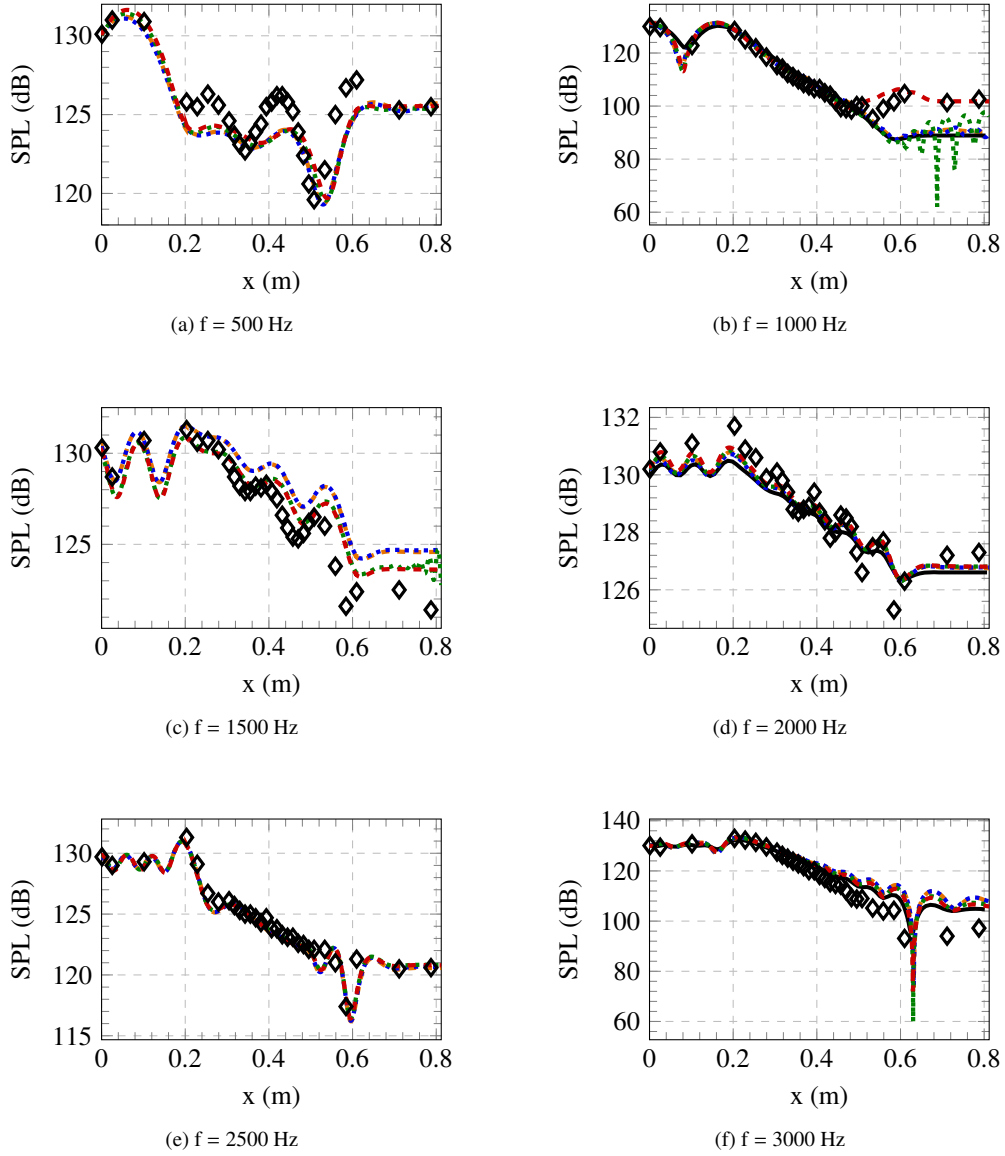 130
125
120
SPL (dB)
0 0.2 0.4 0.6 0.8
x (m)
(a) f = 500 Hz
120
100
80
60
SPL (dB)
0 0.2 0.4 0.6 0.8
x (m)
(b) f = 1000 Hz
130
125
SPL (dB)
0 0.2 0.4 0.6 0.8
x (m)
(c) f = 1500 Hz
132
130
128
126
SPL (dB)
0 0.2 0.4 0.6 0.8
x (m)
(d) f = 2000 Hz
130
125
120
115
SPL (dB)
0 0.2 0.4 0.6 0.8
x (m)
(e) f = 2500 Hz
140
120
100
80
60
SPL (dB)
0 0.2 0.4 0.6 0.8
x (m)
(f) f = 3000 Hz